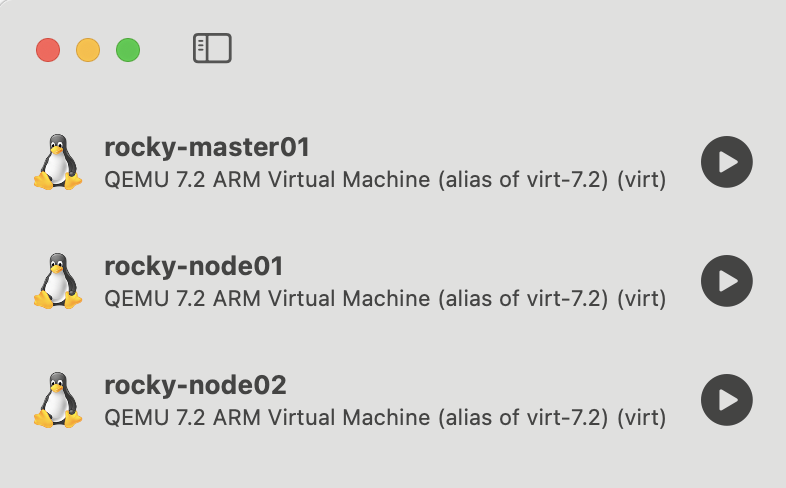 rocky-master01
QEMU 7.2 ARM Virtual Machine (alias of virt-7.2) (virt)
rocky-node01
QEMU 7.2 ARM Virtual Machine (alias of virt-7.2) (virt)
rocky-node02
QEMU 7.2 ARM Virtual Machine (alias of virt-7.2) (virt)